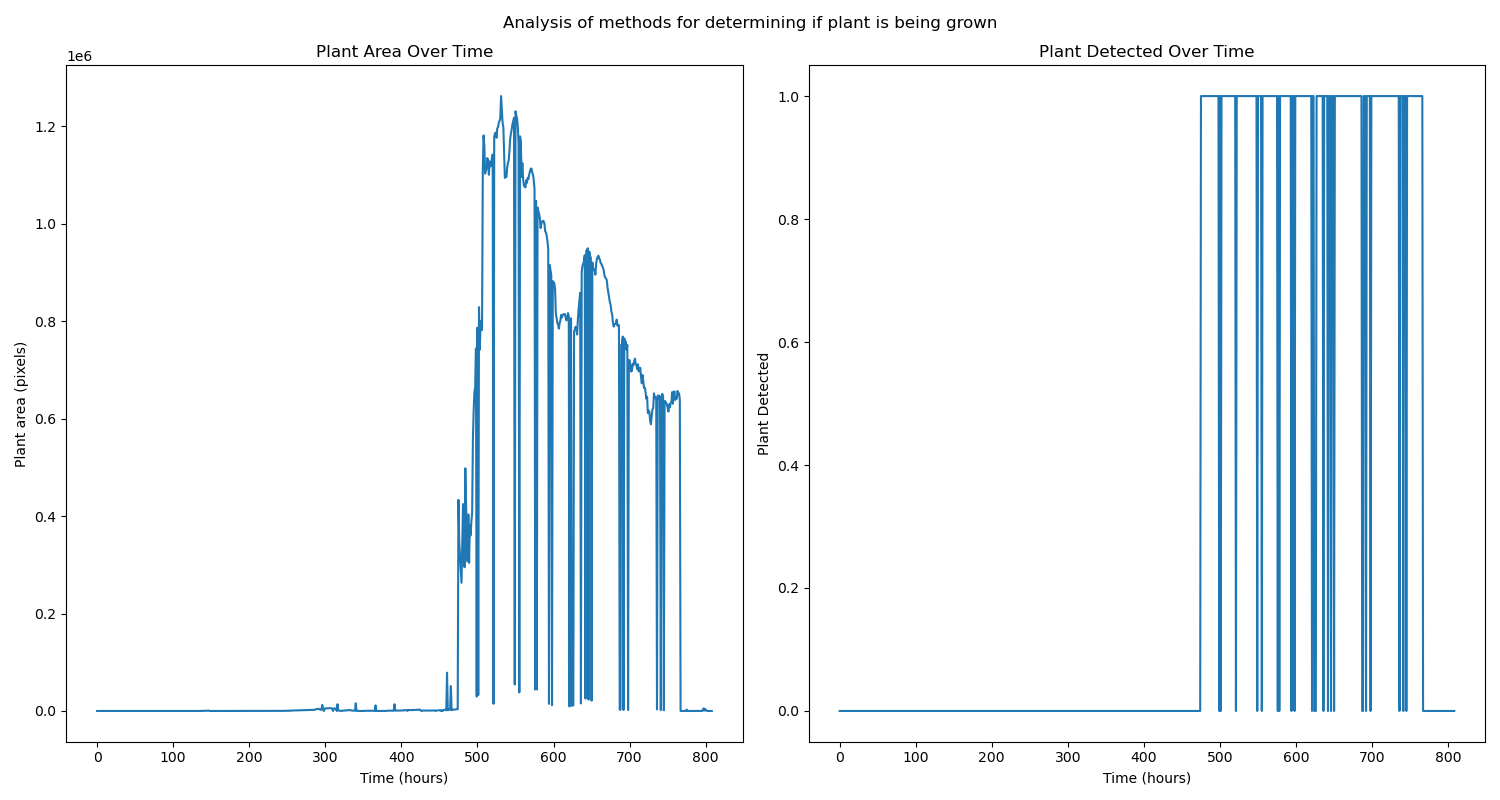 Analysis of methods for determining if plant is being grown
Plant Area Over Time
1e6
1.2
1.0
0.8
0.6
0.4
0.2
0.0
Plant area (pixels)
0 100 200 300 400 500 600 700 800
Time (hours)
Plant Detected Over Time
1.0
0.8
0.6
0.4
0.2
0.0
Plant Detected
0 100 200 300 400 500 600 700 800
Time (hours)